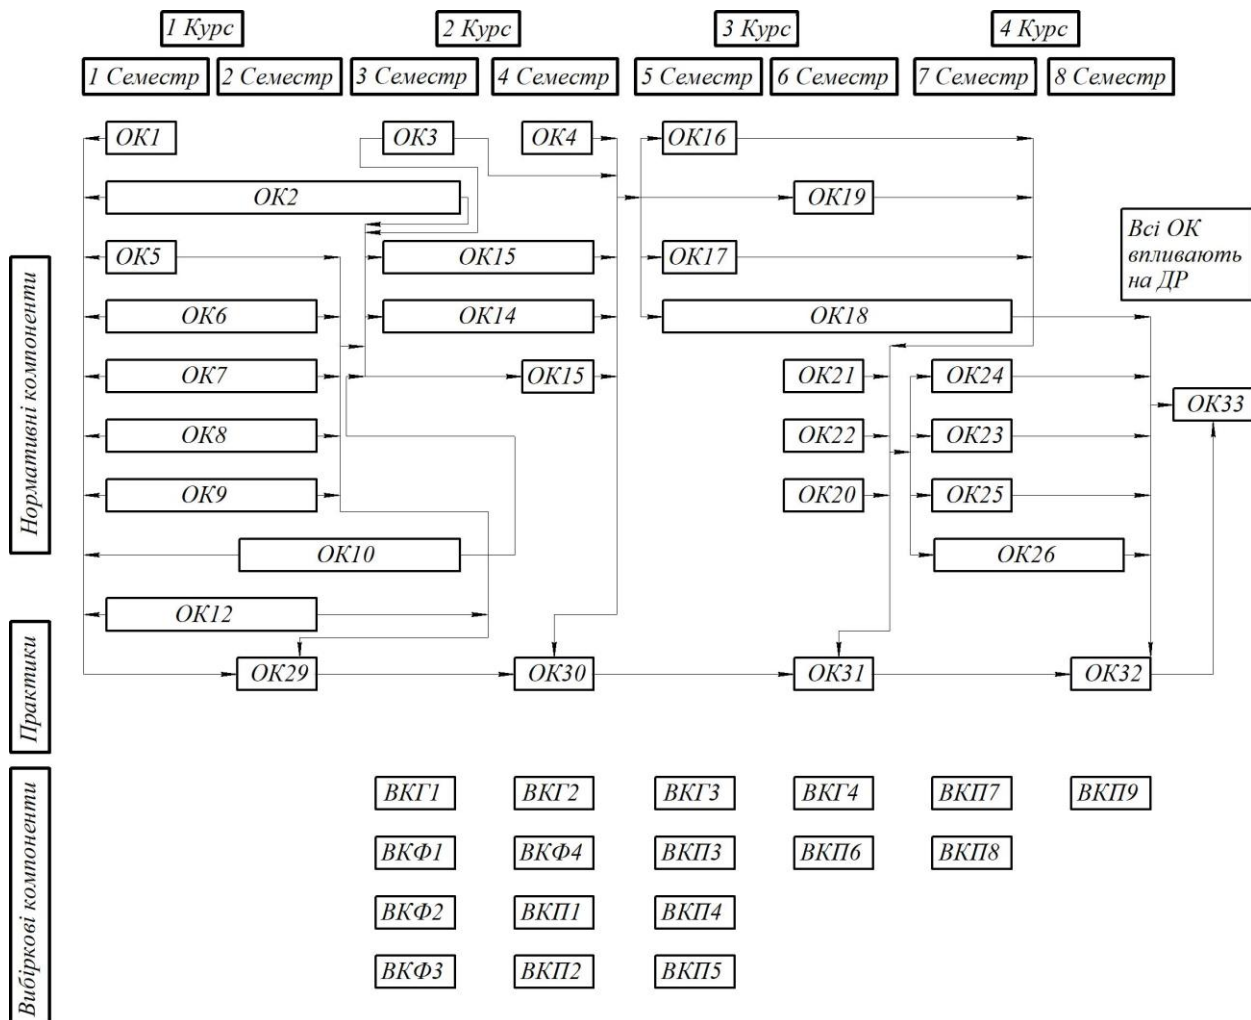 1 Курс
2 Курс
3 Курс
4 Курс
1 Семестр
2 Семестр
3 Семестр
4 Семестр
5 Семестр
6 Семестр
7 Семестр
8 Семестр
Нормативні компоненти
ОК1
ОК3
ОК4
ОК16
ОК2
ОК19
ОК5
ОК15
ОК17
Всі ОК
впливають
на ДР
ОК6
ОК14
ОК18
ОК7
ОК15
ОК21
ОК24
ОК33
ОК8
ОК22
ОК23
ОК9
ОК20
ОК25
ОК10
ОК26
ОК12
Практики
ОК29
ОК30
ОК31
ОК32
Вибіркові компоненти
ВКГ1
ВКГ2
ВКГ3
ВКГ4
ВКП7
ВКП9
ВКФ1
ВКФ4
ВКП3
ВКП6
ВКП8
ВКФ2
ВКП1
ВКП4
ВКФ3
ВКП2
ВКП5